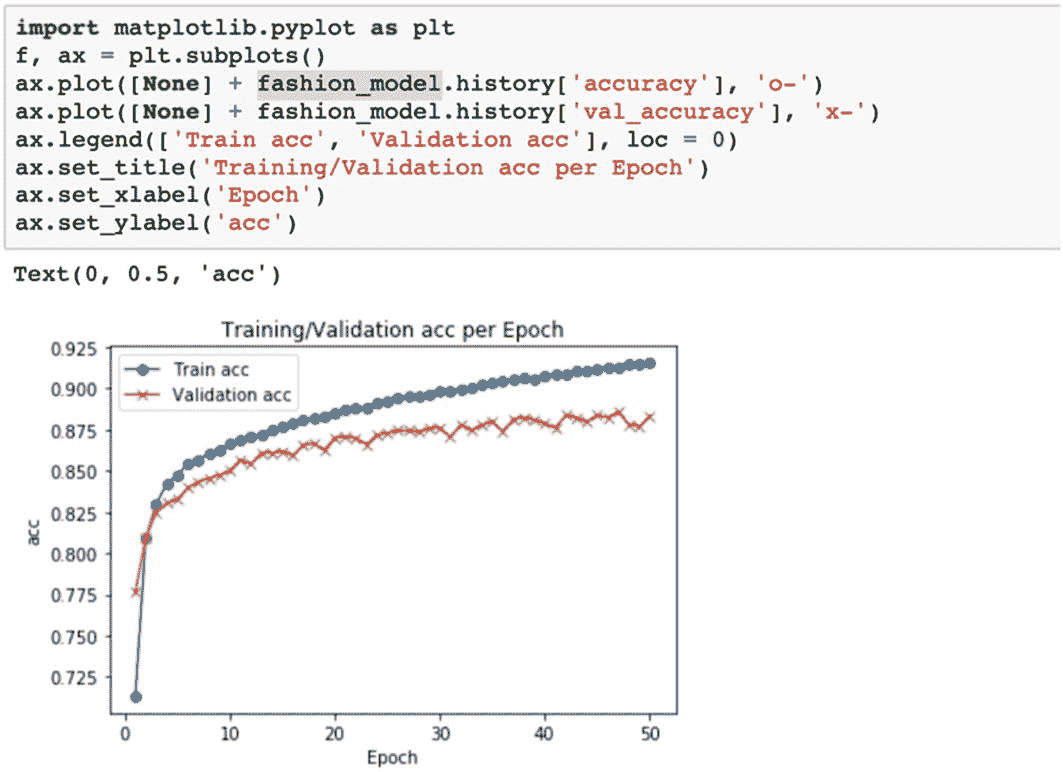 import matplotlib.pyplot as plt
f, ax = plt.subplots()
ax.plot([None] + fashion_model.history['accuracy'], 'o-')
ax.plot([None] + fashion_model.history['val_accuracy'], 'x-')
ax.legend(['Train acc', 'Validation acc'], loc = 0)
ax.set_title('Training/Validation acc per Epoch')
ax.set_xlabel('Epoch')
ax.set_ylabel('acc')
Text(0, 0.5, 'acc')
Training/Validation acc per Epoch
Train acc
Validation acc
0.925
0.900
0.875
0.850
0.825
0.800
0.775
0.750
0.725
acc
0 10 20 30 40 50
Epoch